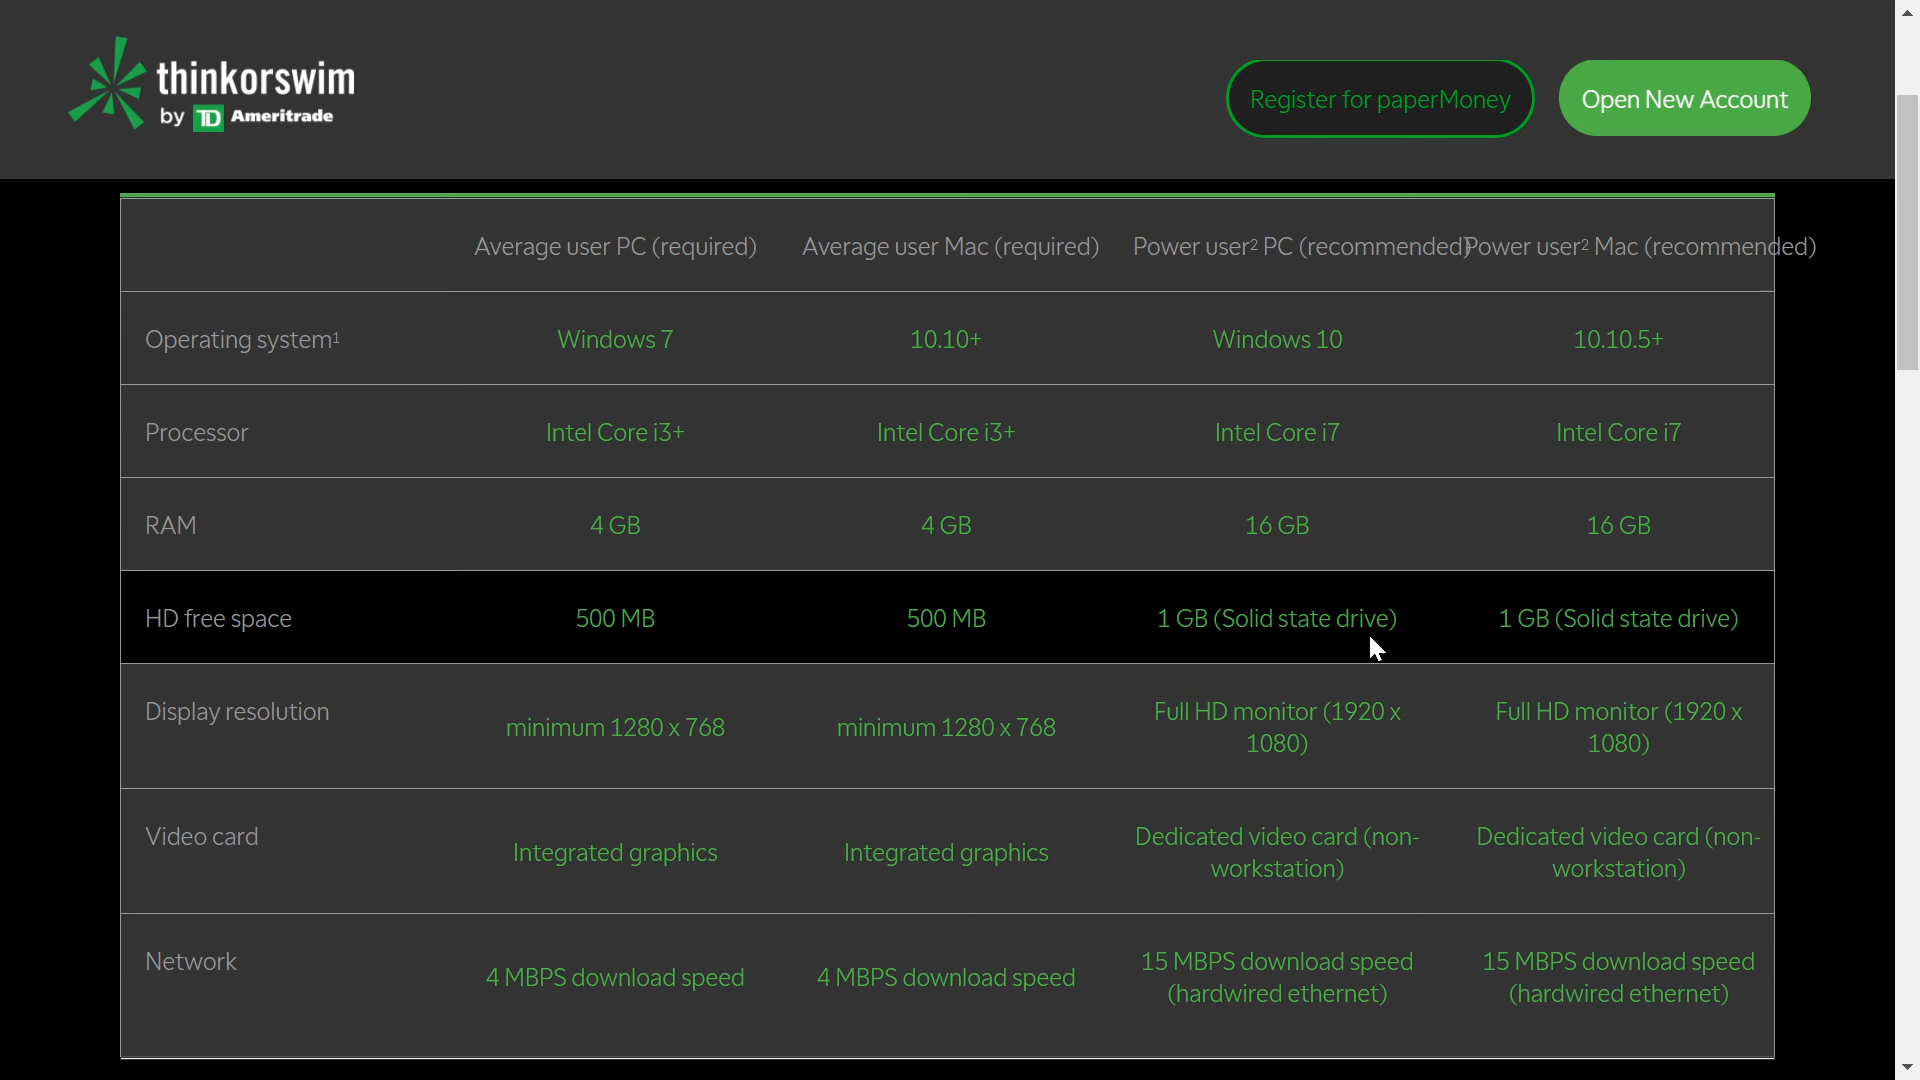 thinkorswim
by TD Ameritrade
Register for paperMoney
Open New Account
Average user PC (required) Average user Mac (required) Power user² PC (recommended) Power user² Mac (recommended)
Operating system¹ Windows 7 10.10+ Windows 10 10.10.5+
Processor Intel Core i3+ Intel Core i3+ Intel Core i7 Intel Core i7
RAM 4 GB 4 GB 16 GB 16 GB
HD free space 500 MB 500 MB 1 GB (Solid state drive) 1 GB (Solid state drive)
Display resolution minimum 1280 x 768 minimum 1280 x 768 Full HD monitor (1920 x
1080) Full HD monitor (1920 x
1080)
Video card Integrated graphics Integrated graphics Dedicated video card (non-
workstation) Dedicated video card (non-
workstation)
Network 4 MBPS download speed 4 MBPS download speed 15 MBPS download speed
(hardwired ethernet) 15 MBPS download speed
(hardwired ethernet)